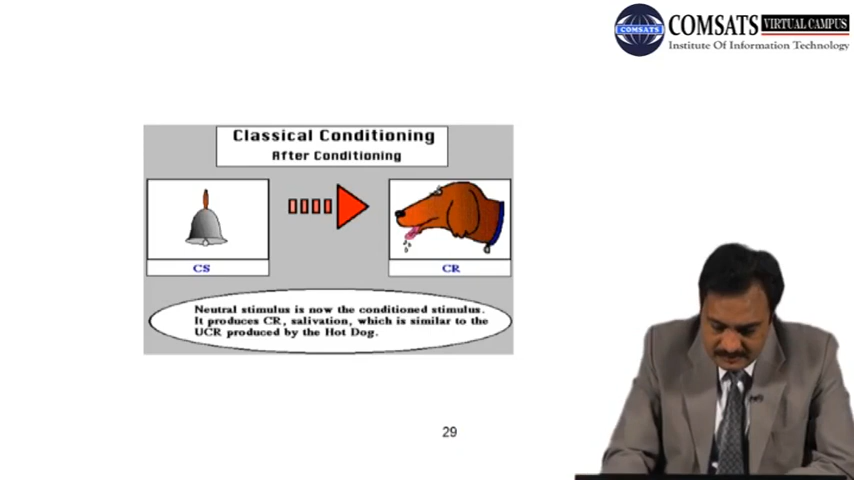 COMSATS
COMSATS VIRTUAL CAMPUS
Institute Of Information Technology
Classical Conditioning
After Conditioning
CS
CR
Neutral stimulus is now the conditioned stimulus.
It produces CR, salivation, which is similar to the
UCR produced by the Hot Dog.
29